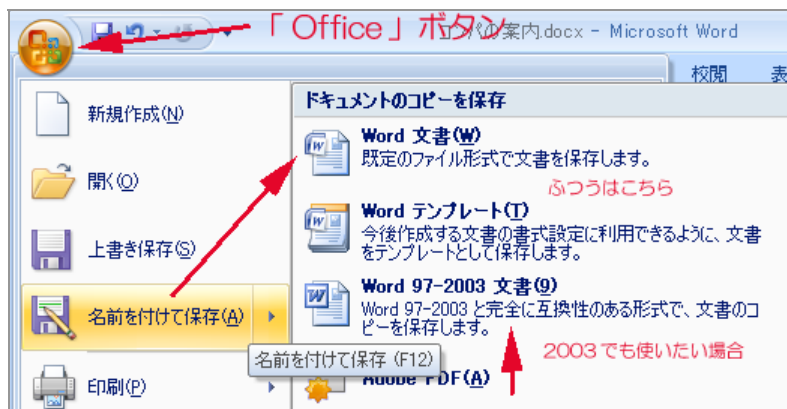 「Office」ボタン
の案内.docx - Microsoft Word
校閲
表
新規作成(N)
開く(O)
上書き保存(S)
名前を付けて保存(A)
名前を付けて保存 (F12)
印刷(P)
ドキュメントのコピーを保存
Word 文書(W)
既定のファイル形式で文書を保存します。
ふつうはこちら
Word テンプレート(T)
今後作成する文書の書式設定に利用できるように、文書
をテンプレートとして保存します。
Word 97-2003 文書(9)
Word 97-2003 と完全に互換性のある形式で、文書のコ
ピーを保存します。
2003でも使いたい場合
Adobe PDF(A)